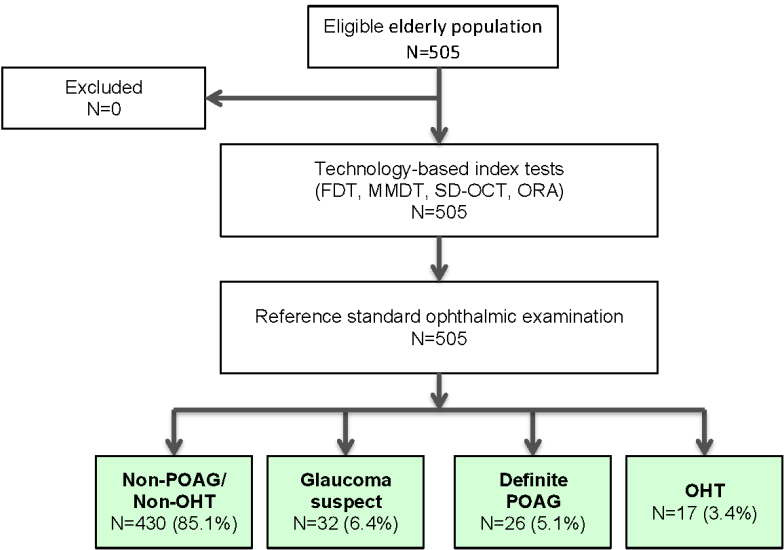 Eligible elderly population
N=505
Excluded
N=0
Technology-based index tests
(FDT, MMDT, SD-OCT, ORA)
N=505
Reference standard ophthalmic examination
N=505
Non-POAG/
Non-OHT
N=430 (85.1%)
Glaucoma
suspect
N=32 (6.4%)
Definite
POAG
N=26 (5.1%)
OHT
N=17 (3.4%)